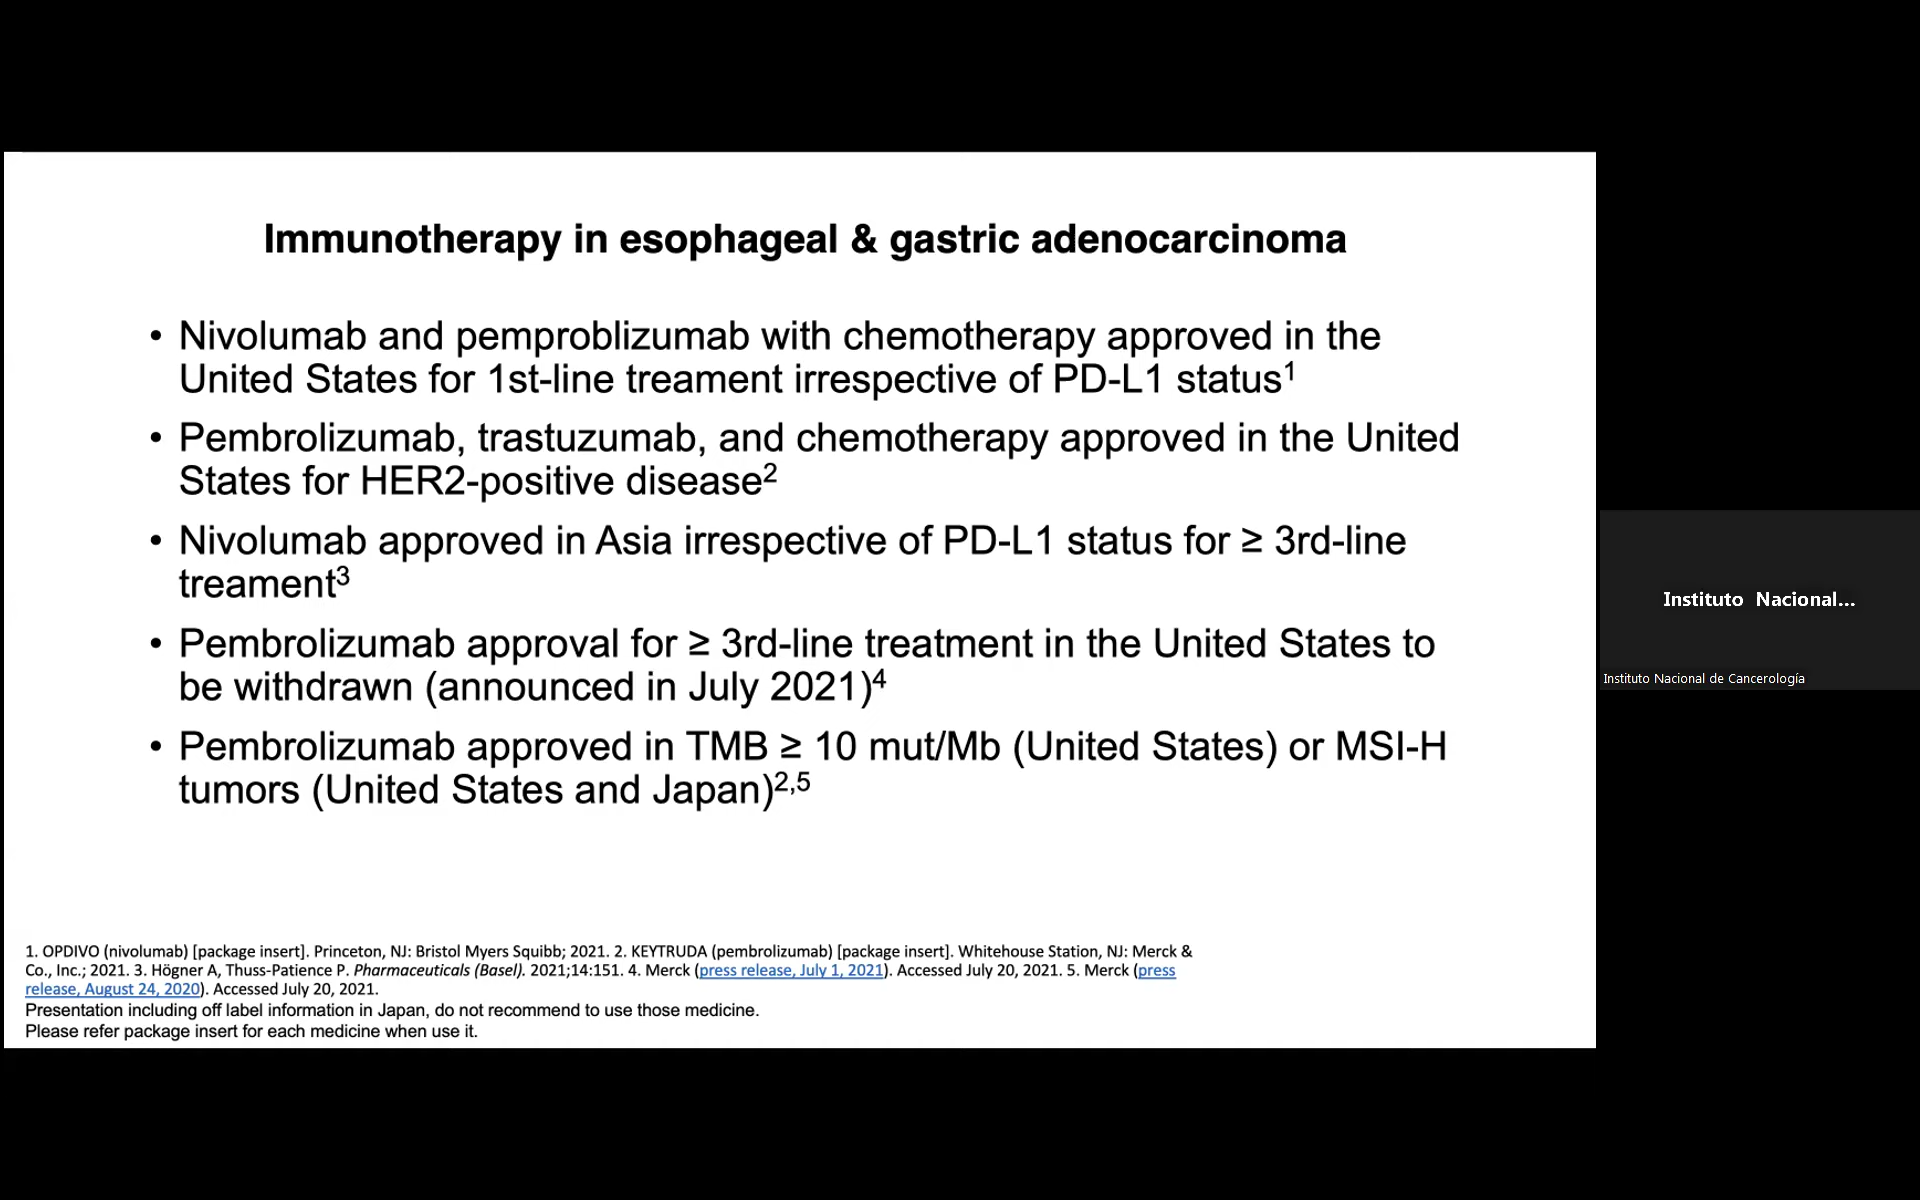 Immunotherapy in esophageal & gastric adenocarcinoma
• Nivolumab and pemproblizumab with chemotherapy approved in the
United States for 1st-line treament irrespective of PD-L1 status1
• Pembrolizumab, trastuzumab, and chemotherapy approved in the United
States for HER2-positive disease2
• Nivolumab approved in Asia irrespective of PD-L1 status for ≥ 3rd-line
treament3
• Pembrolizumab approval for ≥ 3rd-line treatment in the United States to
be withdrawn (announced in July 2021)4
• Pembrolizumab approved in TMB ≥ 10 mut/Mb (United States) or MSI-H
tumors (United States and Japan)2,5
1. OPDIVO (nivolumab) [package insert]. Princeton, NJ: Bristol Myers Squibb; 2021. 2. KEYTRUDA (pembrolizumab) [package insert]. Whitehouse Station, NJ: Merck &
Co., Inc.; 2021. 3. Högner A, Thuss-Patience P. Pharmaceuticals (Basel). 2021;14:151. 4. Merck (press release, July 1, 2021). Accessed July 20, 2021. 5. Merck (press
release, August 24, 2020). Accessed July 20, 2021.
Presentation including off label information in Japan, do not recommend to use those medicine.
Please refer package insert for each medicine when use it.
Instituto Nacional...
Instituto Nacional de Cancerología